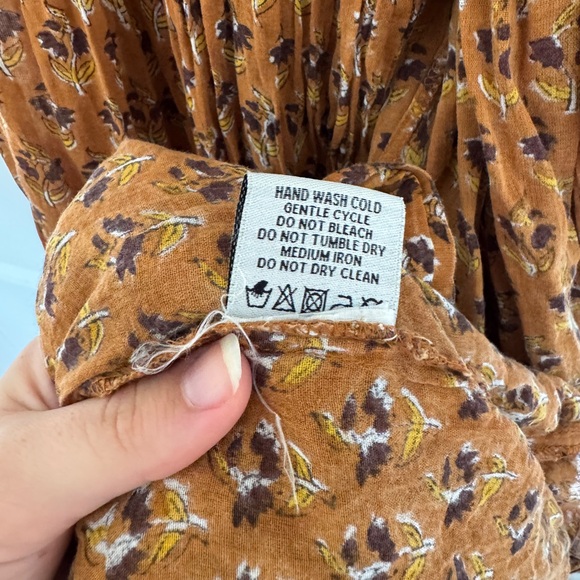 HAND WASH COLD
GENTLE CYCLE
DO NOT BLEACH
DO NOT TUMBLE DRY
MEDIUM IRON
DO NOT DRY CLEAN